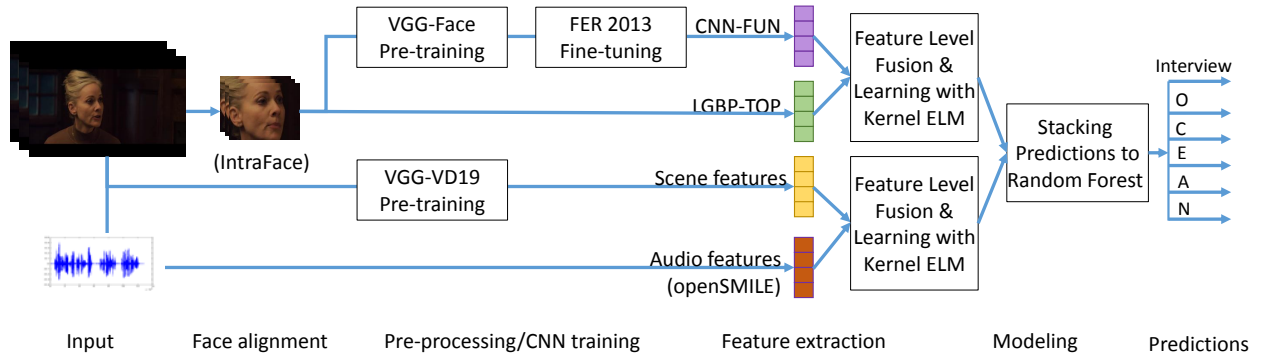 VGG-Face
Pre-training
FER 2013
Fine-tuning
CNN-FUN
LGBP-TOP
(IntraFace)
VGG-VD19
Pre-training
Scene features
Audio features
(openSMILE)
Feature Level
Fusion &
Learning with
Kernel ELM
Feature Level
Fusion &
Learning with
Kernel ELM
Stacking
Predictions to
Random Forest
Interview
O
C
E
A
N
Input
Face alignment
Pre-processing/CNN training
Feature extraction
Modeling
Predictions